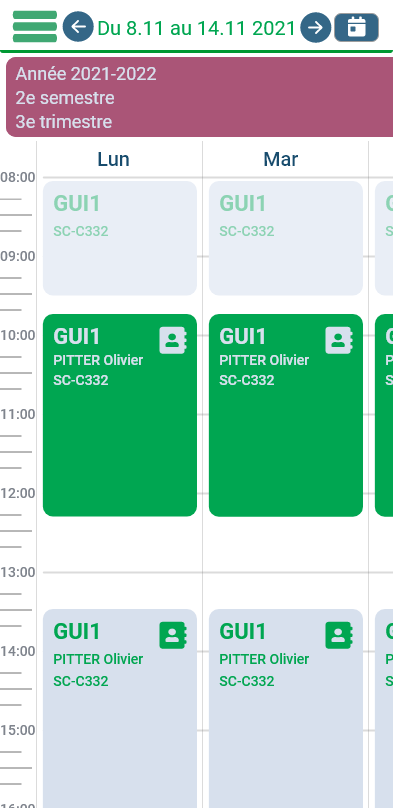 Du 8.11 au 14.11 2021
Année 2021-2022
2e semestre
3e trimestre
Lun
Mar
08:00
GUI1
SC-C332
GUI1
SC-C332
09:00
10:00
GUI1
PITTER Olivier
SC-C332
GUI1
PITTER Olivier
SC-C332
11:00
12:00
13:00
GUI1
PITTER Olivier
SC-C332
GUI1
PITTER Olivier
SC-C332
14:00
15:00